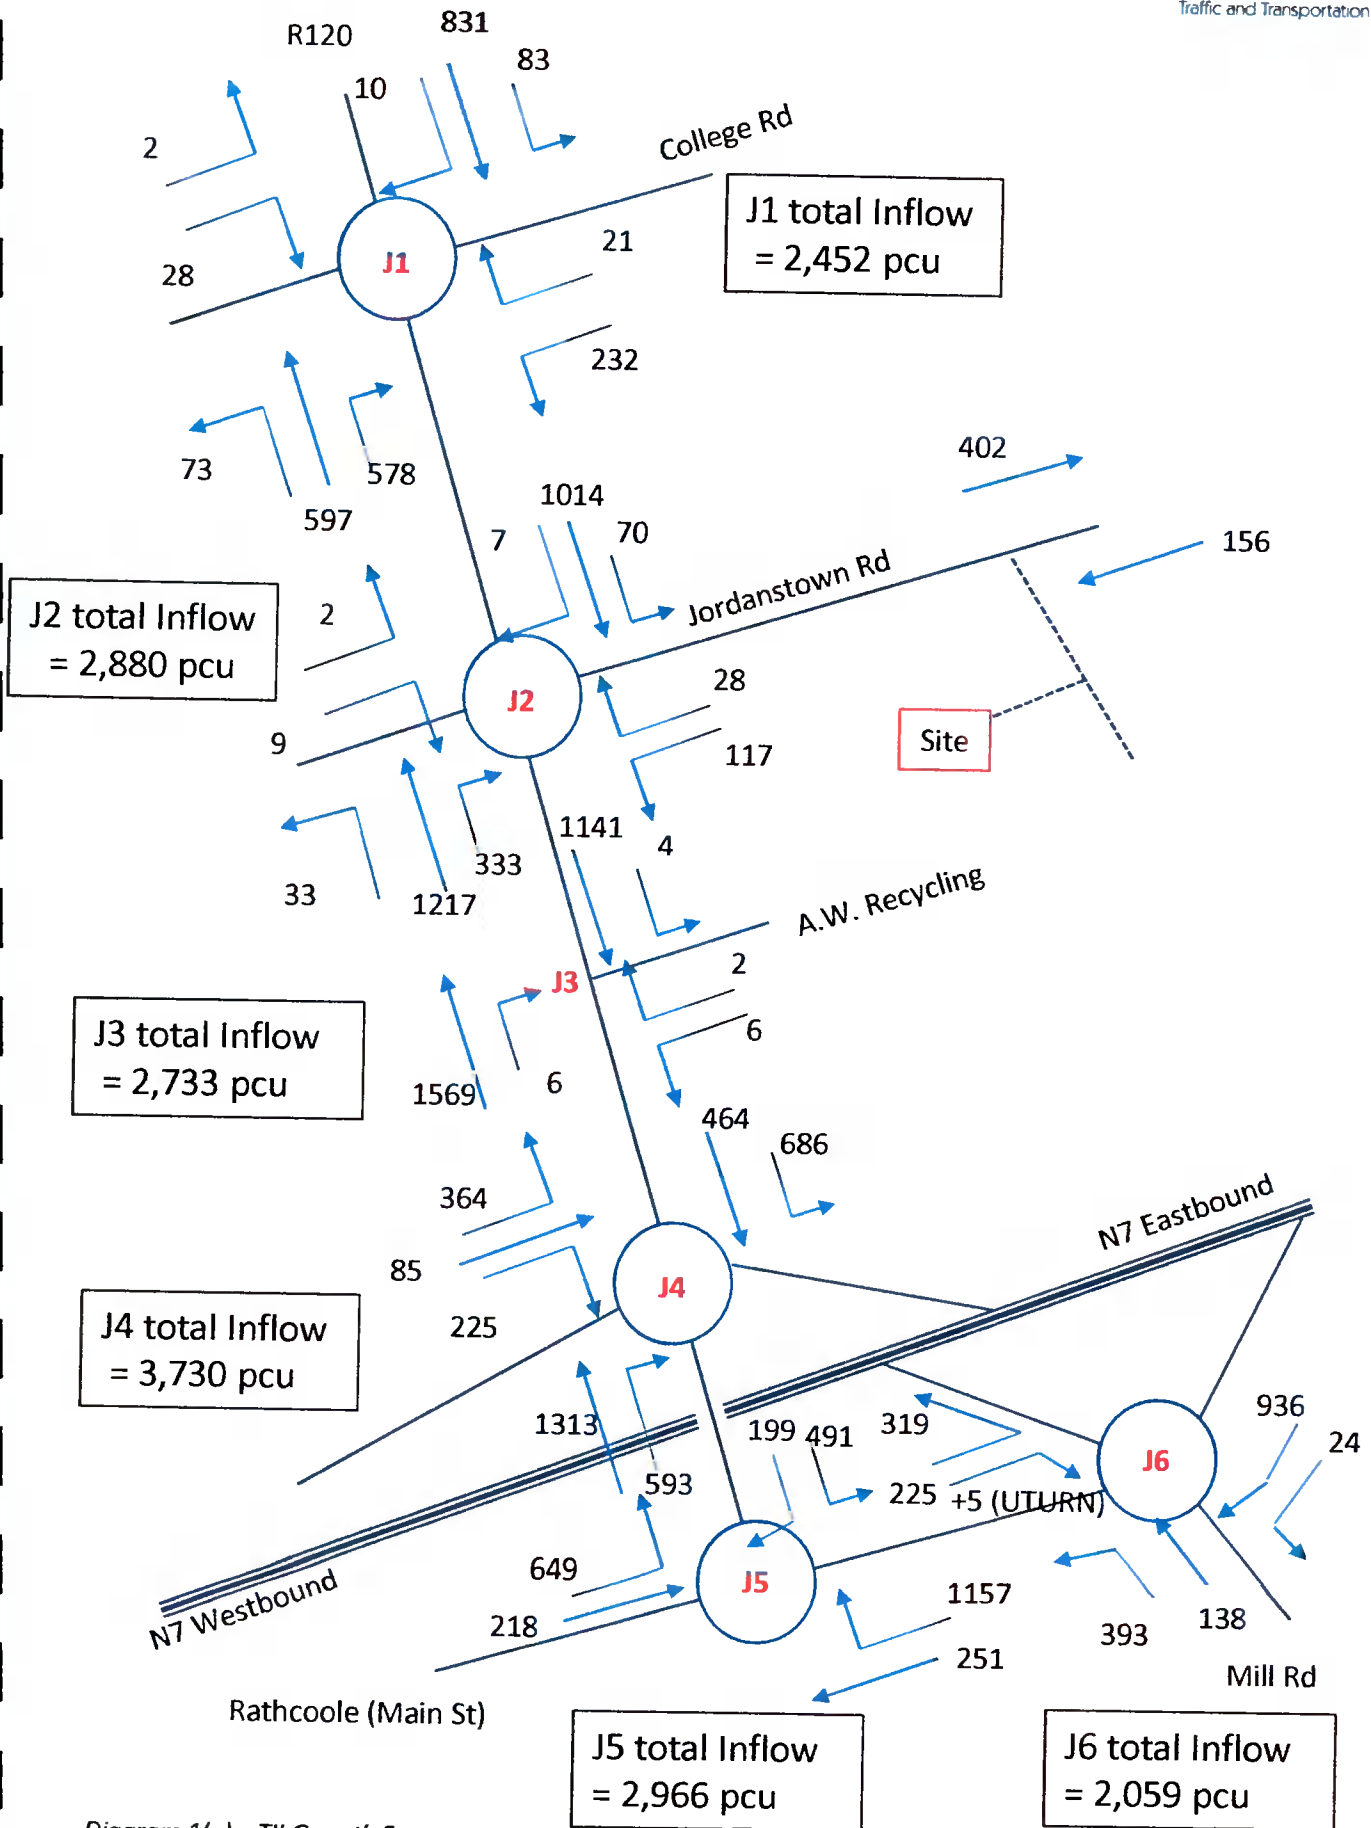 Traffic and Transportation
R120
831
83
10
2
College Rd
J1 total Inflow
= 2,452 pcu
21
J1
28
232
73
578
597
402
1014
7
70
156
Jordanstown Rd
J2 total Inflow
= 2,880 pcu
2
28
J2
9
117
Site
1141
4
333
33
1217
A.W. Recycling
2
J3
6
J3 total Inflow
= 2,733 pcu
1569
6
464
686
364
N7 Eastbound
85
J4
225
J4 total Inflow
= 3,730 pcu
1313
199
491
319
936
24
593
225 +5 (UTURN)
J6
649
J5
1157
N7 Westbound
218
393
138
251
Mill Rd
Rathcoole (Main St)
J5 total Inflow
= 2,966 pcu
J6 total Inflow
= 2,059 pcu